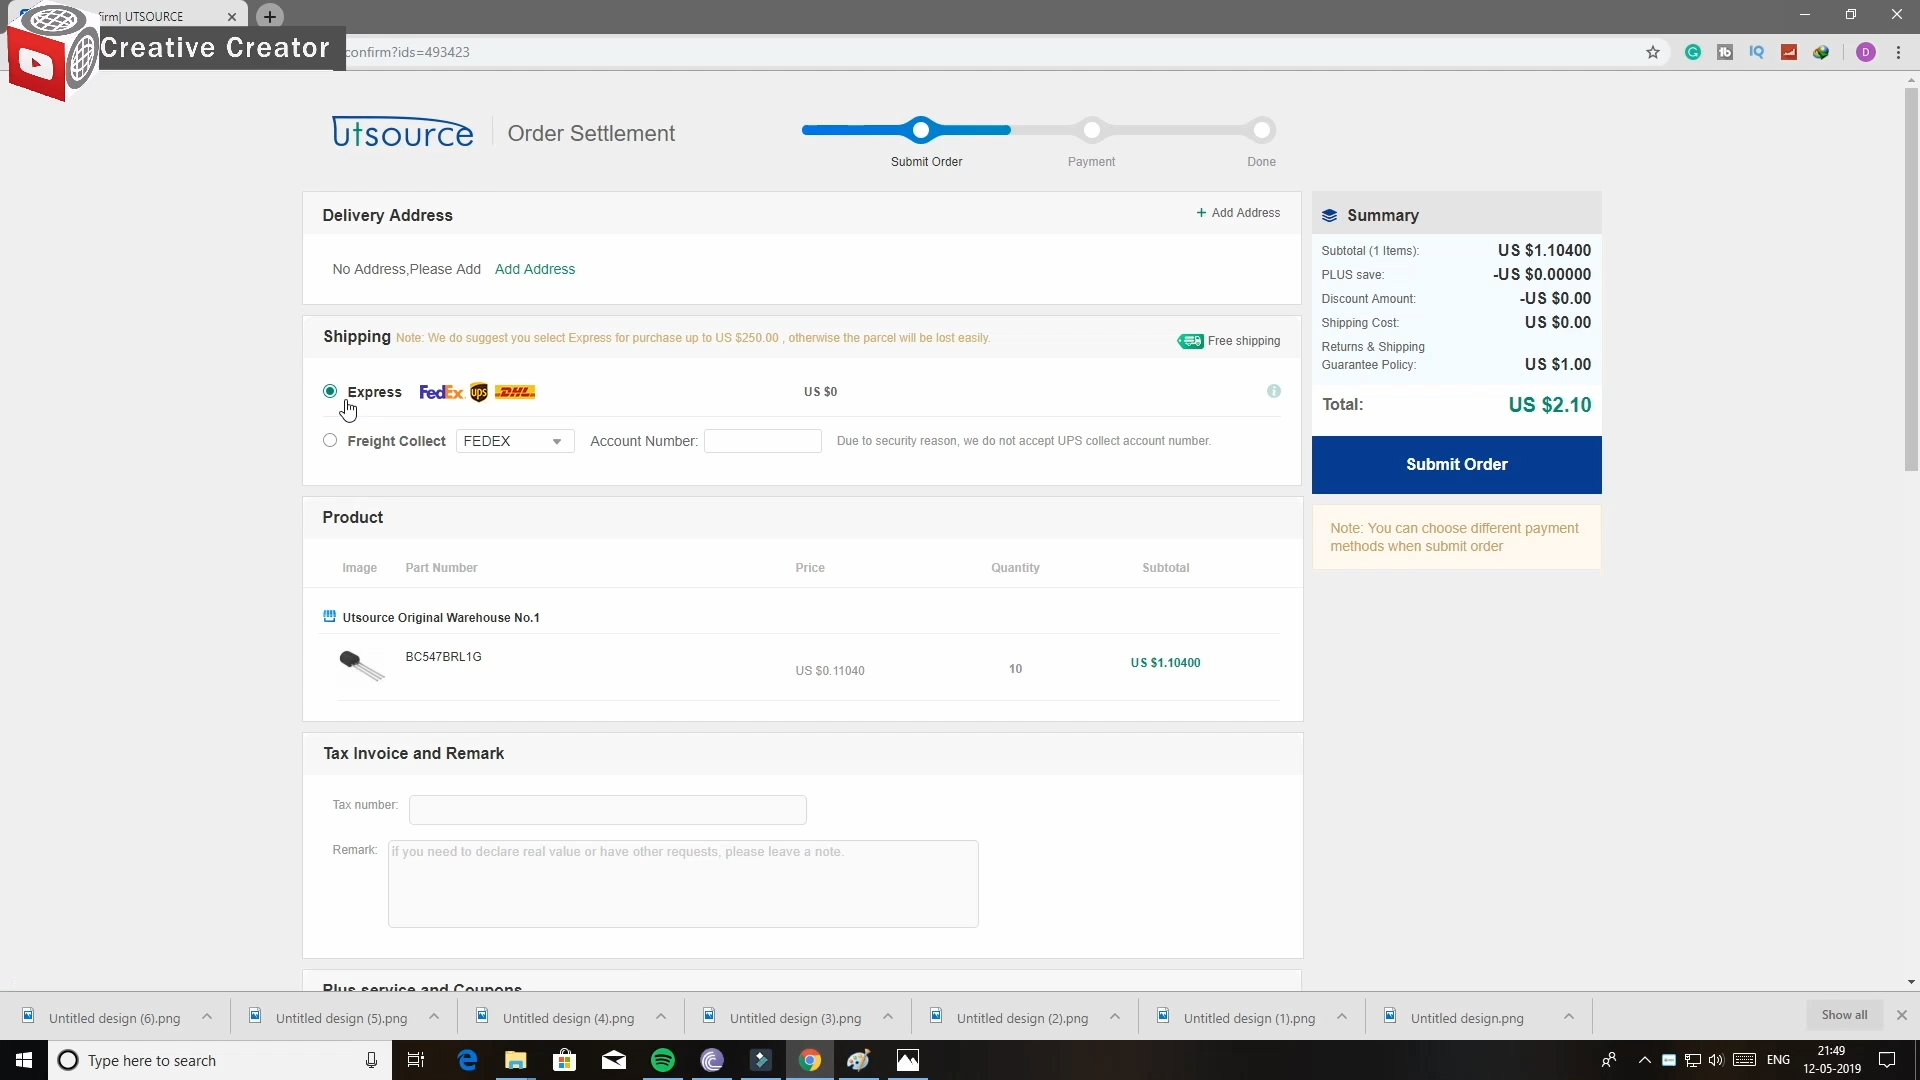 firm| UTSOURCE
Creative Creator
confirm?ids=493423
utsource
Order Settlement
Submit Order
Payment
Done
Delivery Address
+ Add Address
No Address,Please Add Add Address
Shipping Note: We do suggest you select Express for purchase up to US $250.00 , otherwise the parcel will be lost easily.
Free shipping
Express FedEx ups DHL US $0
Freight Collect FEDEX Account Number: Due to security reason, we do not accept UPS collect account number.
Product
Image Part Number Price Quantity Subtotal
Utsource Original Warehouse No.1
BC547BRL1G US $0.11040 10 US $1.10400
Tax Invoice and Remark
Tax number:
Remark: if you need to declare real value or have other requests, please leave a note.
Plus service and Coupons
Summary
Subtotal (1 Items): US $1.10400
PLUS save: -US $0.00000
Discount Amount: -US $0.00
Shipping Cost: US $0.00
Returns & Shipping
Guarantee Policy: US $1.00
Total: US $2.10
Submit Order
Note: You can choose different payment
methods when submit order
Untitled design (6).png
Untitled design (5).png
Untitled design (4).png
Untitled design (3).png
Untitled design (2).png
Untitled design (1).png
Untitled design.png
Show all
Type here to search
ENG
21:49
12-05-2019